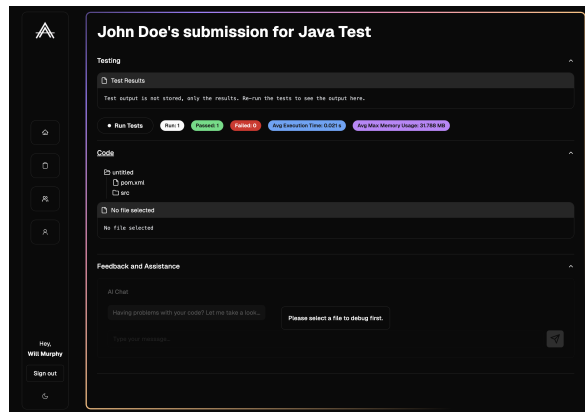 John Doe's submission for Java Test
Testing
Test Results
Test output is not stored, only the results. Re-run the tests to see the output here.
Run Tests
Run: 1
Passed: 1
Failed: 0
Avg Execution Time: 0.021 s
Avg Max Memory Usage: 31.788 MB
Code
untitled
pom.xml
src
No file selected
No file selected
Feedback and Assistance
AI Chat
Having problems with your code? Let me take a look...
Please select a file to debug first.
Type your message...
Hey,
Will Murphy
Sign out